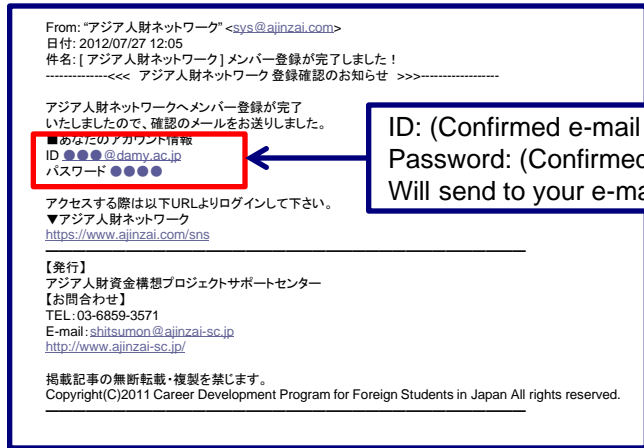 From: “アジア人財ネットワーク” <sys@ajinzai.com>
日付: 2012/07/27 12:05
件名: [ アジア人財ネットワーク ] メンバー登録が完了しました！
--------------<<<  アジア人財ネットワーク 登録確認のお知らせ  >>>------------------
アジア人財ネットワークへメンバー登録が完了
いたしましたので、確認のメールをお送りしました。
■あなたのアカウント情報
ID ●●●@damy.ac.jp
パスワード ●●●●
ID: (Confirmed e-mail
Password: (Confirmed
Will send to your e-ma
アクセスする際は以下URLよりログインして下さい。
▼アジア人財ネットワーク
https://www.ajinzai.com/sns
【発行】
アジア人財資金構想プロジェクトサポートセンター
【お問合わせ】
TEL：03-6859-3571
E-mail：shitsumon@ajinzai-sc.jp
http://www.ajinzai-sc.jp/
掲載記事の無断転載・複製を禁じます。
Copyright(C)2011 Career Development Program for Foreign Students in Japan All rights reserved.